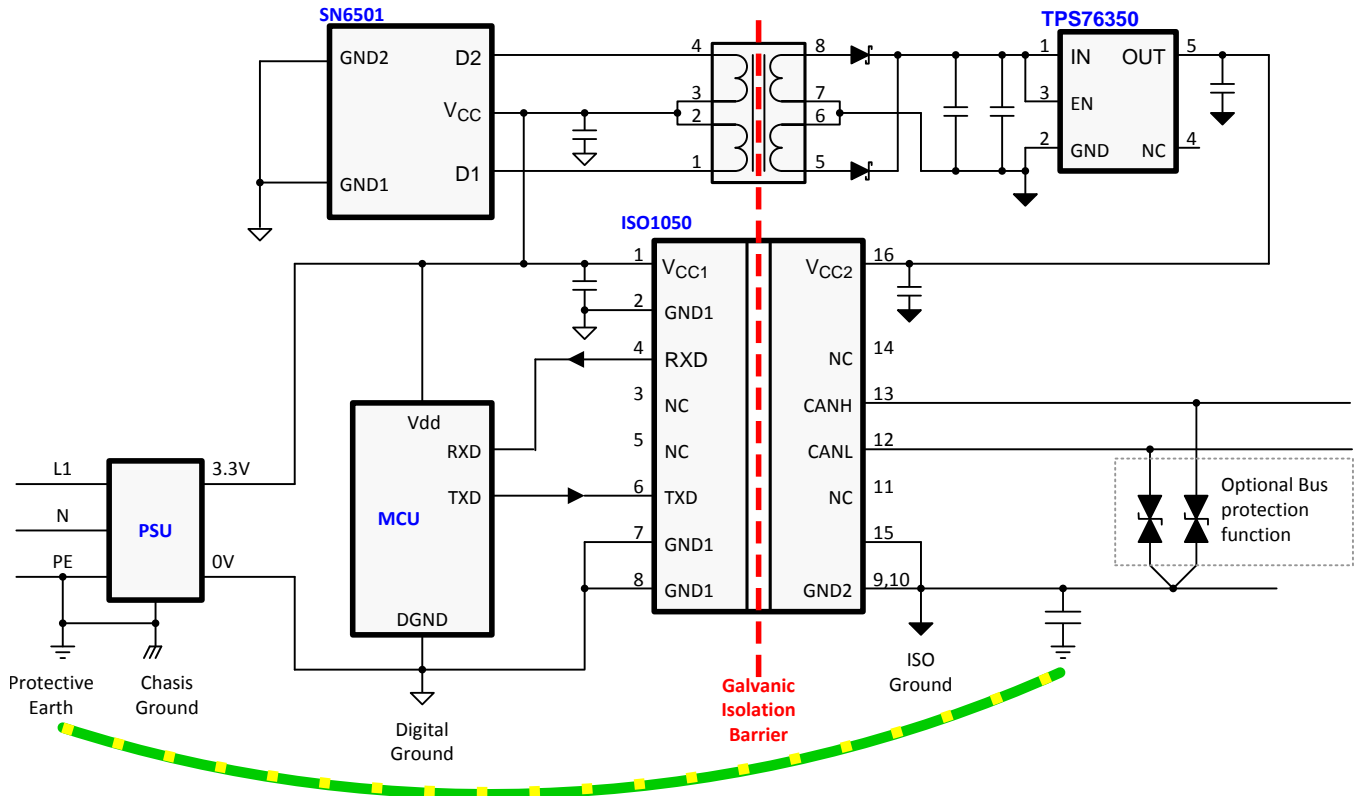 SN6501
GND2
D2
VCC
D1
GND1
4
3
2
1
8
7
6
5
TPS76350
1
IN
OUT
5
3
EN
2
GND
NC
4
ISO1050
1
VCC1
2
GND1
4
RXD
3
NC
5
NC
6
TXD
7
GND1
8
GND1
VCC2
16
NC
14
CANH
13
CANL
12
NC
11
15
GND2
9,10
Vdd
RXD
TXD
MCU
DGND
L1
N
PE
PSU
3.3V
0V
Optional Bus
protection
function
Protective
Earth
Chasis
Ground
Digital
Ground
Galvanic
Isolation
Barrier
ISO
Ground